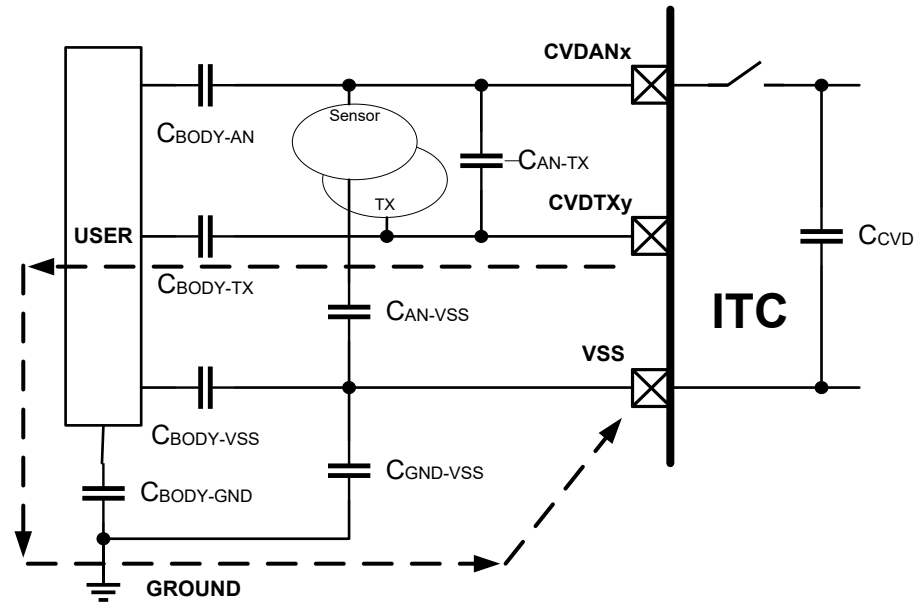 CVDANx
Sensor
CBODY-AN
CAN-TX
TX
CVDTXy
USER
CCVD
CBODY-TX
ITC
CAN-VSS
VSS
CBODY-VSS
CGND-VSS
CBODY-GND
GROUND